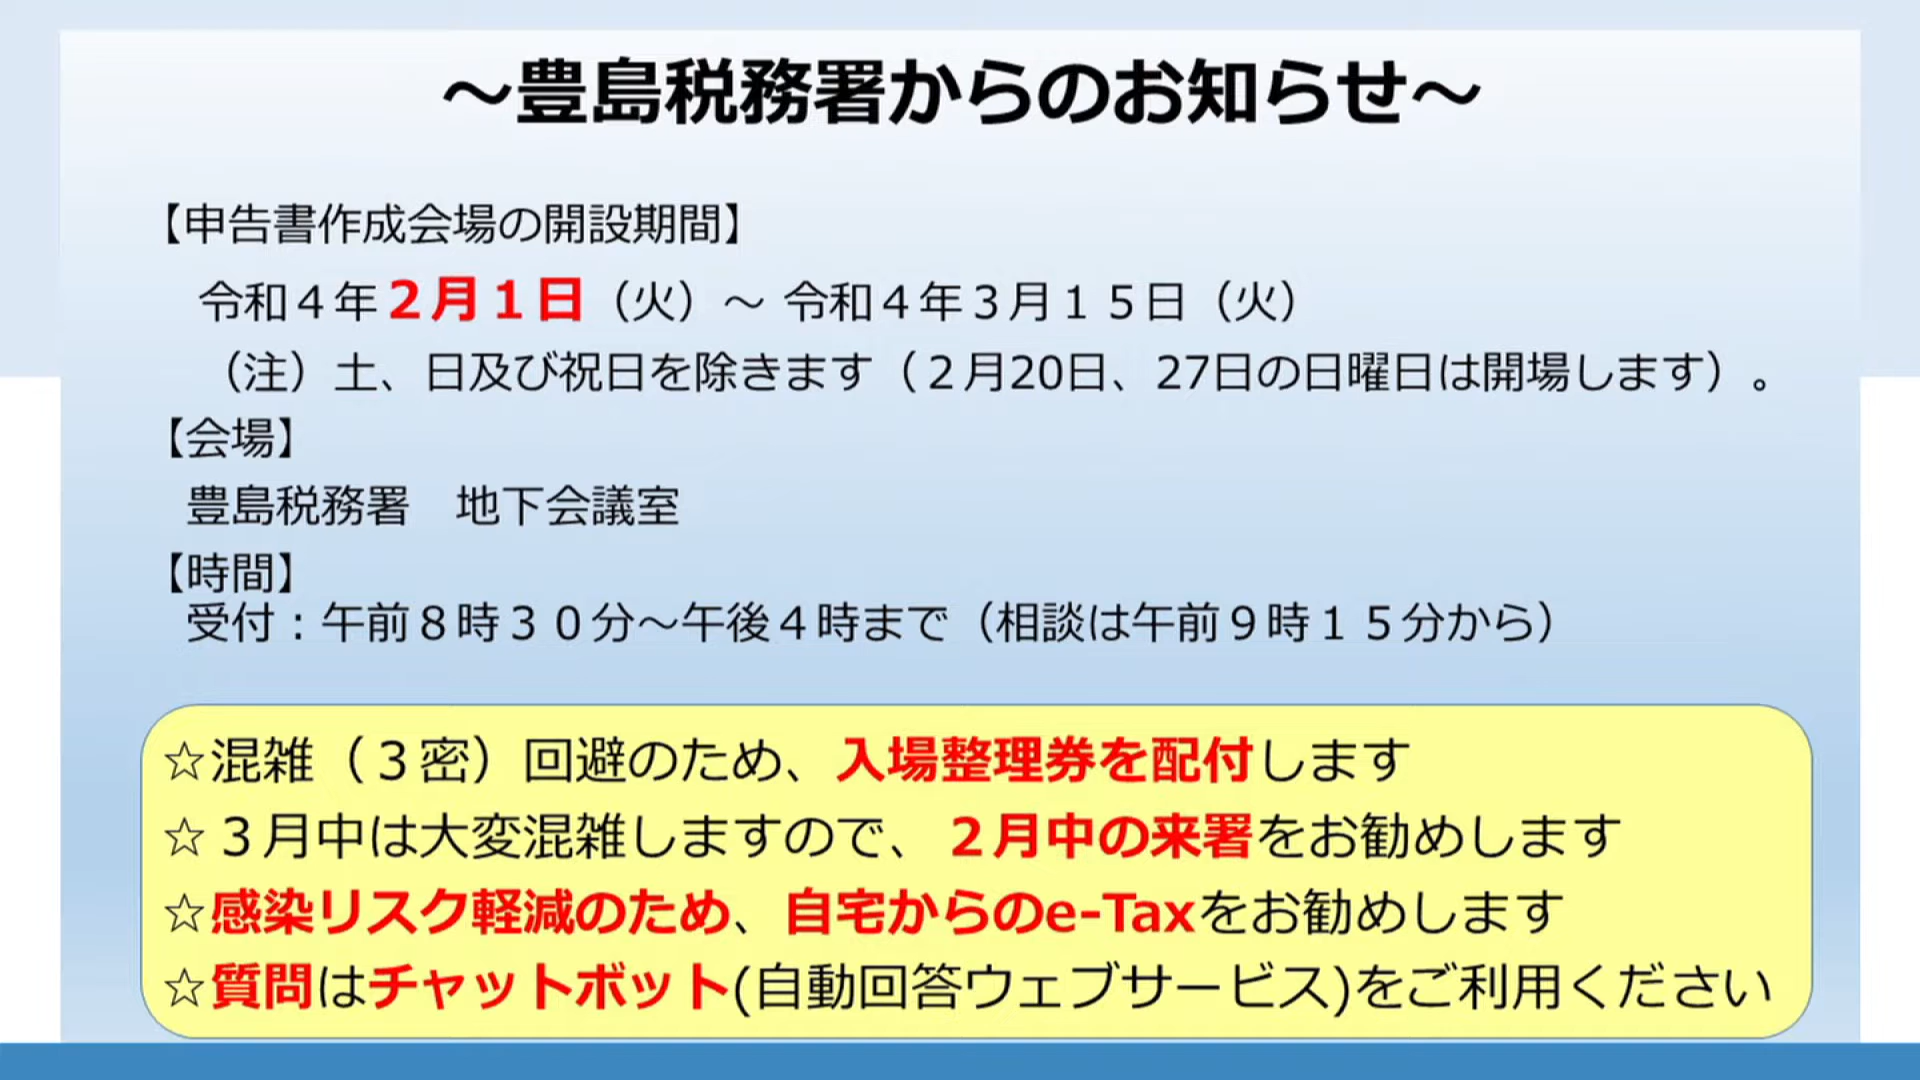 ～豊島税務署からのお知らせ～
【申告書作成会場の開設期間】
令和４年２月１日（火）～ 令和４年３月１５日（火）
（注）土、日及び祝日を除きます（２月20日、27日の日曜日は開場します）。
【会場】
豊島税務署　地下会議室
【時間】
受付：午前８時３０分～午後４時まで（相談は午前９時１５分から）
☆混雑（３密）回避のため、入場整理券を配付します
☆３月中は大変混雑しますので、２月中の来署をお勧めします
☆感染リスク軽減のため、自宅からのe-Taxをお勧めします
☆質問はチャットボット(自動回答ウェブサービス)をご利用ください